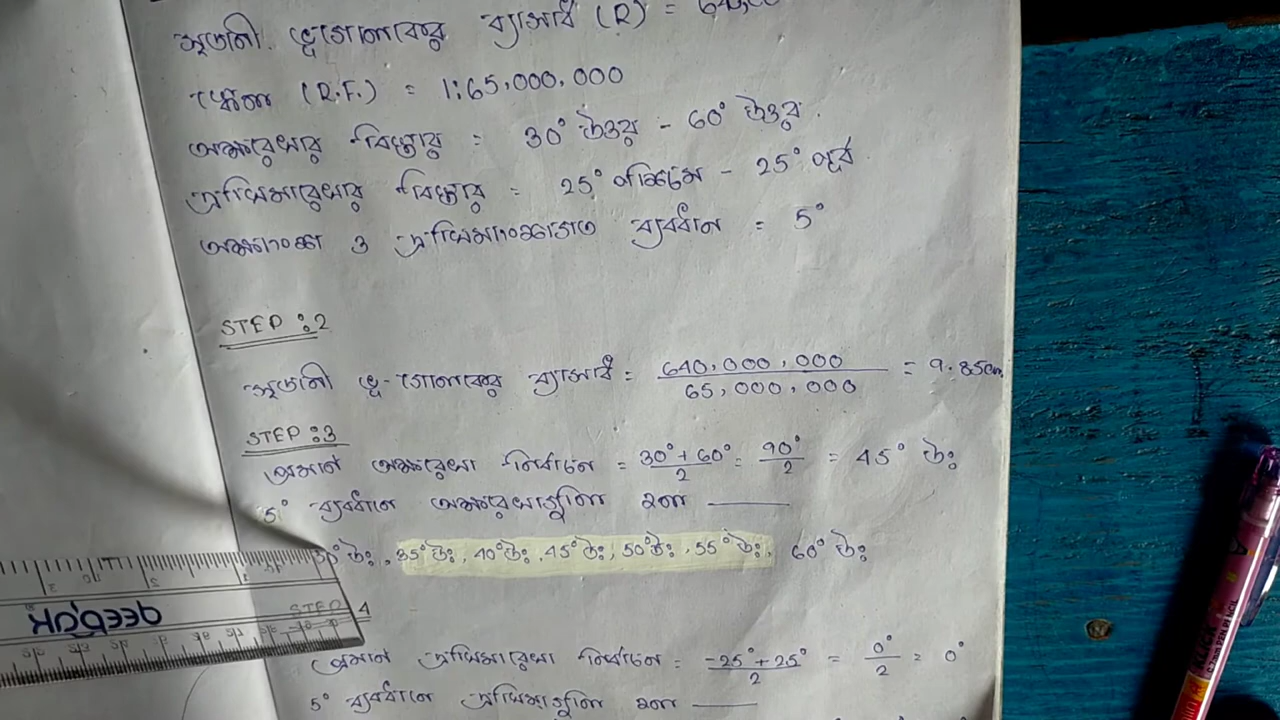 সূতানী ভূগোলকের ব্যাসার্ধ (R) =
স্কেল (R.F.) = 1:65,000,000
অক্ষরেখার বিস্তার = 30° উত্তর - 60° উত্তর.
দ্রাঘিমারেখার বিস্তার = 25° পশ্চিম - 25° পূর্ব
অক্ষাংশ ও দ্রাঘিমাংশগত ব্যবধান = 5°
STEP :2
সূতানী ভূ-গোলকের ব্যাসার্ধ = 640,000,000 / 65,000,000 = 9.85cm
STEP :3
প্রমান অক্ষরেখা নির্বাচন = 30°+60° / 2 = 90° / 2 = 45° উঃ
5° ব্যবধানে অক্ষরেখাগুলি হল ———
30° উঃ, 35° উঃ, 40° উঃ, 45° উঃ, 50° উঃ, 55° উঃ, 60° উঃ
STEP 4
প্রমান দ্রাঘিমারেখা নির্বাচন = -25°+25° / 2 = 0° / 2 = 0°
5° ব্যবধানে দ্রাঘিমাগুলি হল ———